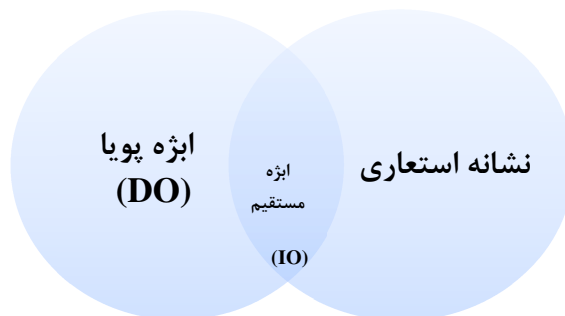 نشانه استعاری
ابژه
مستقیم
(IO)
ابژه پویا
(DO)